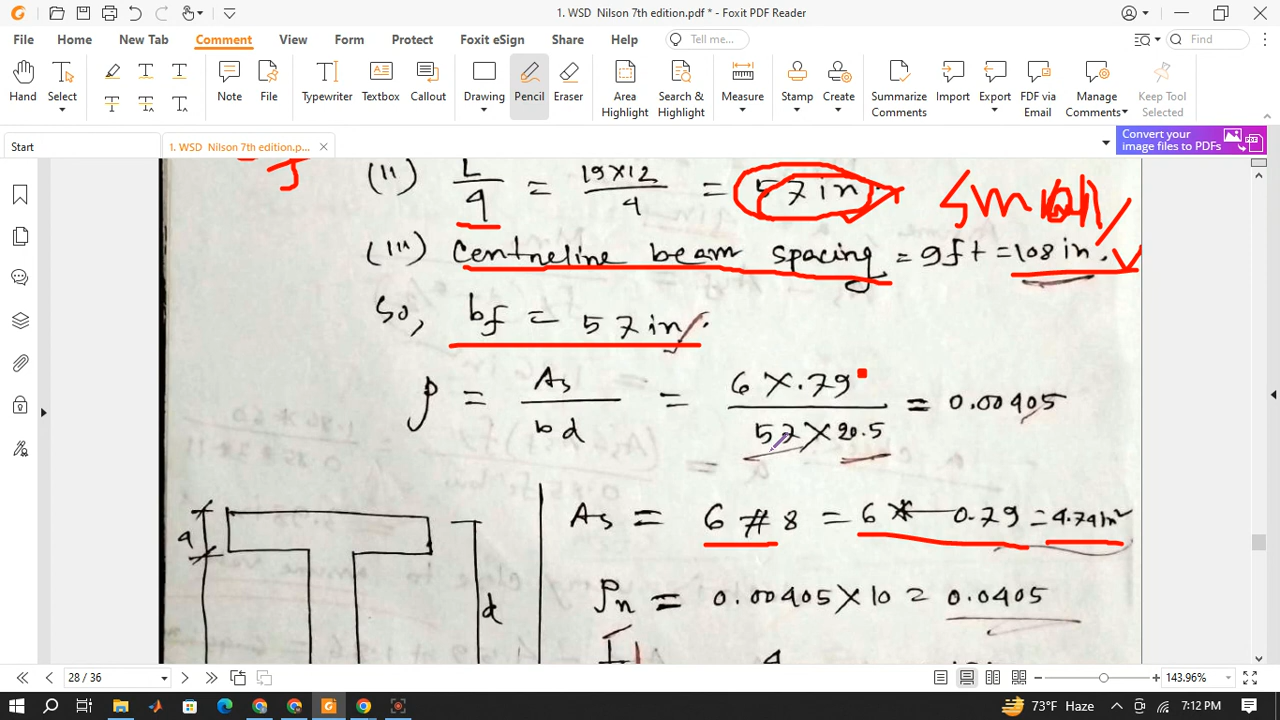 1. WSD Nilson 7th edition.pdf * - Foxit PDF Reader
File Home New Tab Comment View Form Protect Foxit eSign Share Help Tell me... Find
Hand Select Note File Typewriter Textbox Callout Drawing Pencil Eraser Area Highlight Search & Highlight Measure Stamp Create Summarize Comments Import Export FDF via Email Manage Comments Keep Tool Selected
Start 1. WSD Nilson 7th edition.p...
Convert your image files to PDFs
(II) L/4 = 19×12/4 = 57 in. small
(III) Centreline beam spacing = 9ft = 108 in.
So, bf = 57 in.
ρ = As/bd = 6×.79/57×20.5 = 0.00405
As = 6 # 8 = 6* 0.79 = 4.74 in²
4
d
ρn = 0.00405×10 = 0.0405
28 / 36 143.96%
73°F Haze 7:12 PM